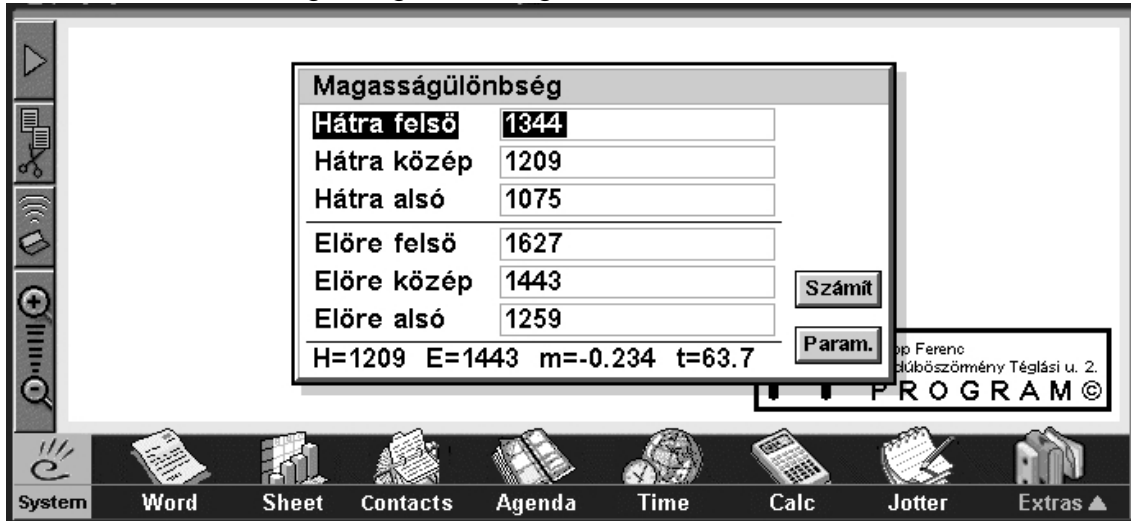 Magasságülönbség
Hátra felsö 1344
Hátra közép 1209
Hátra alsó 1075
Elöre felsö 1627
Elöre közép 1443
Elöre alsó 1259
Számít
Param.
H=1209 E=1443 m=-0.234 t=63.7
Ferenc
Téglási u. 2.
PROGRAM©
System Word Sheet Contacts Agenda Time Calc Jotter Extras ▲